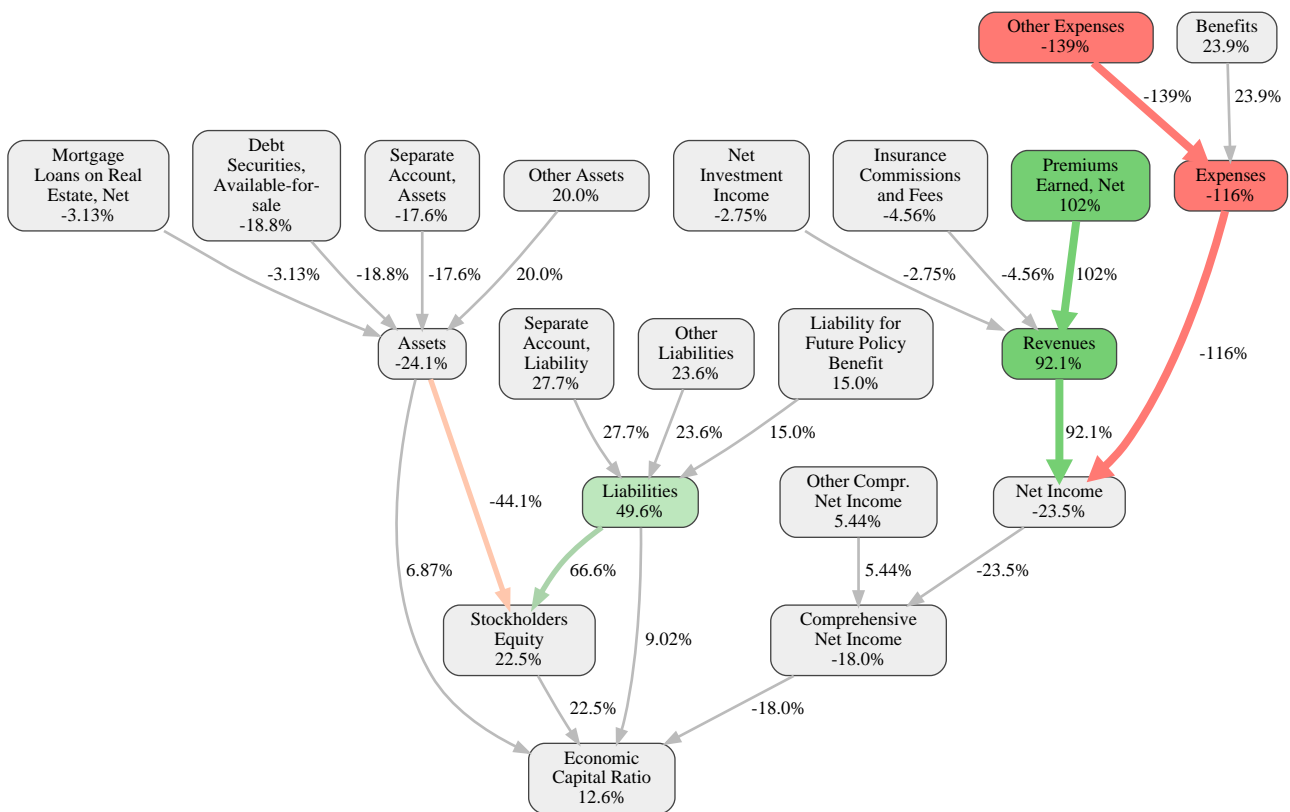 Other Expenses
-139%
Benefits
23.9%
-139%
23.9%
Mortgage
Loans on Real
Estate, Net
-3.13%
Debt
Securities,
Available-for-
sale
-18.8%
Separate
Account,
Assets
-17.6%
Other Assets
20.0%
Net
Investment
Income
-2.75%
Insurance
Commissions
and Fees
-4.56%
Premiums
Earned, Net
102%
Expenses
-116%
-3.13%
-18.8%
-17.6%
20.0%
-2.75%
-4.56%
102%
Assets
-24.1%
Separate
Account,
Liability
27.7%
Other
Liabilities
23.6%
Liability for
Future Policy
Benefit
15.0%
Revenues
92.1%
-116%
27.7%
23.6%
15.0%
92.1%
-44.1%
Liabilities
49.6%
Other Compr.
Net Income
5.44%
Net Income
-23.5%
6.87%
66.6%
5.44%
-23.5%
Stockholders
Equity
22.5%
9.02%
Comprehensive
Net Income
-18.0%
22.5%
-18.0%
Economic
Capital Ratio
12.6%